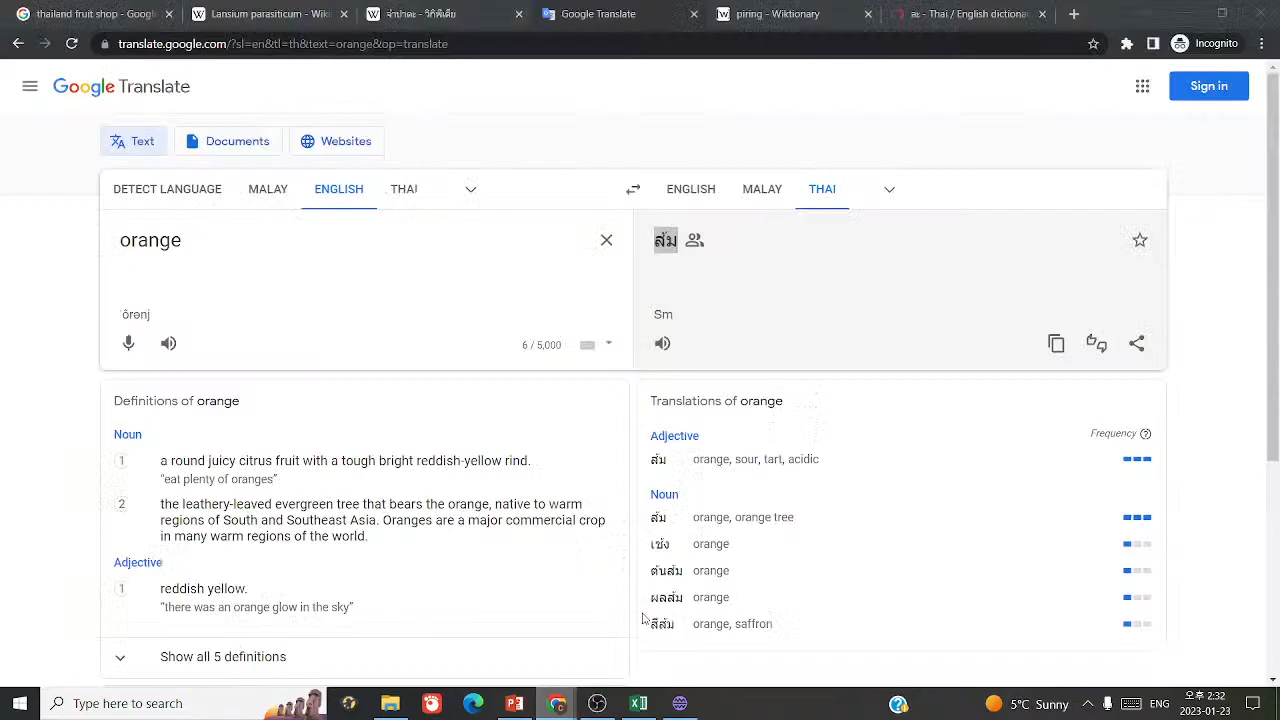 thailand fruit shop - Google
Lansium parasiticum - Wiki
Google Translate
piring - Wiktionary
- Thai / English dictiona
translate.google.com/?sl=en&tl=th&text=orange&op=translate
Incognito
Google Translate
Sign in
Text
Documents
Websites
DETECT LANGUAGE MALAY ENGLISH THAI
ENGLISH MALAY THAI
orange
ส้ม
ôrənj
Sm
6 / 5,000
Definitions of orange
Noun
1 a round juicy citrus fruit with a tough bright reddish-yellow rind.
"eat plenty of oranges"
2 the leathery-leaved evergreen tree that bears the orange, native to warm
regions of South and Southeast Asia. Oranges are a major commercial crop
in many warm regions of the world.
Adjective
1 reddish yellow.
"there was an orange glow in the sky"
Show all 5 definitions
Translations of orange
Adjective
Frequency
ส้ม orange, sour, tart, acidic
Noun
ส้ม orange, orange tree
เช้ง orange
ต้นส้ม orange
ผลส้ม orange
สีส้ม orange, saffron
Type here to search
5°C Sunny
ENG
오후 2:32
2023-01-23